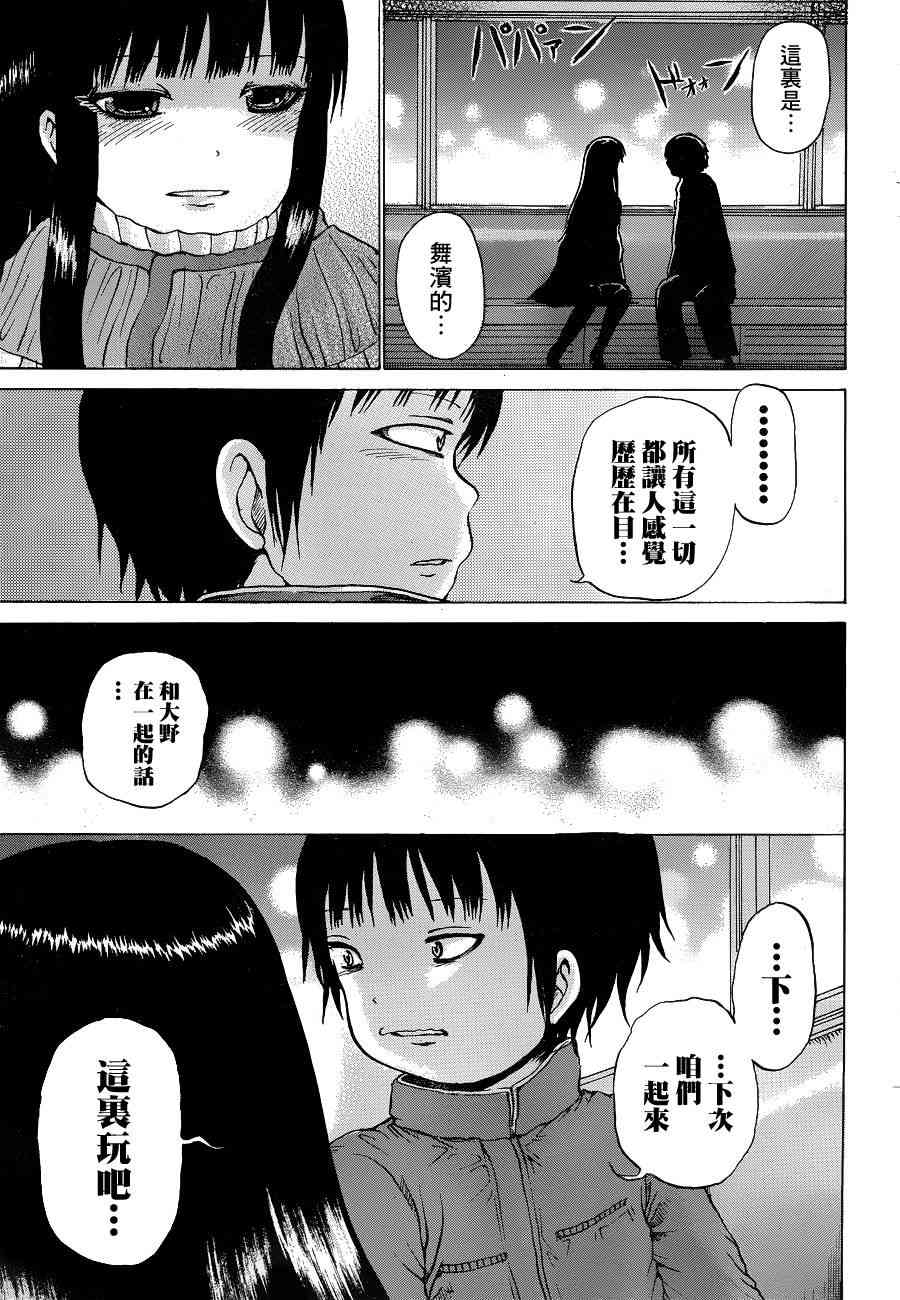 這裏是…
パパァン
ドォォーン
舞濱的…
………
所有這一切
都讓人感覺
歷歷在目…
和大野
在一起的話
…
…下…
…下次
咱們
一起來
這裏玩吧…